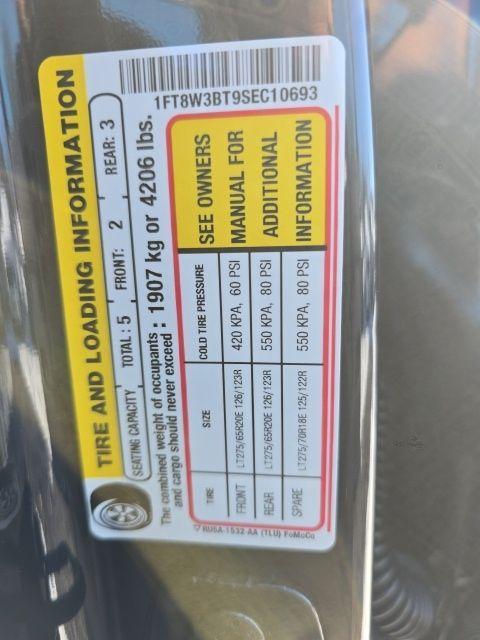 TIRE AND LOADING INFORMATION
SEATING CAPACITY TOTAL : 5 FRONT: 2 REAR: 3
The combined weight of occupants : 1907 kg or 4206 lbs.
and cargo should never exceed
TIRE SIZE COLD TIRE PRESSURE SEE OWNERS
FRONT LT275/65R20E 126/123R 420 KPA, 60 PSI MANUAL FOR
REAR LT275/65R20E 126/123R 550 KPA, 80 PSI ADDITIONAL
SPARE LT275/70R18E 125/122R 550 KPA, 80 PSI INFORMATION
RU5A-1532-AA (TLU) FoMoCo
1FT8W3BT9SEC10693